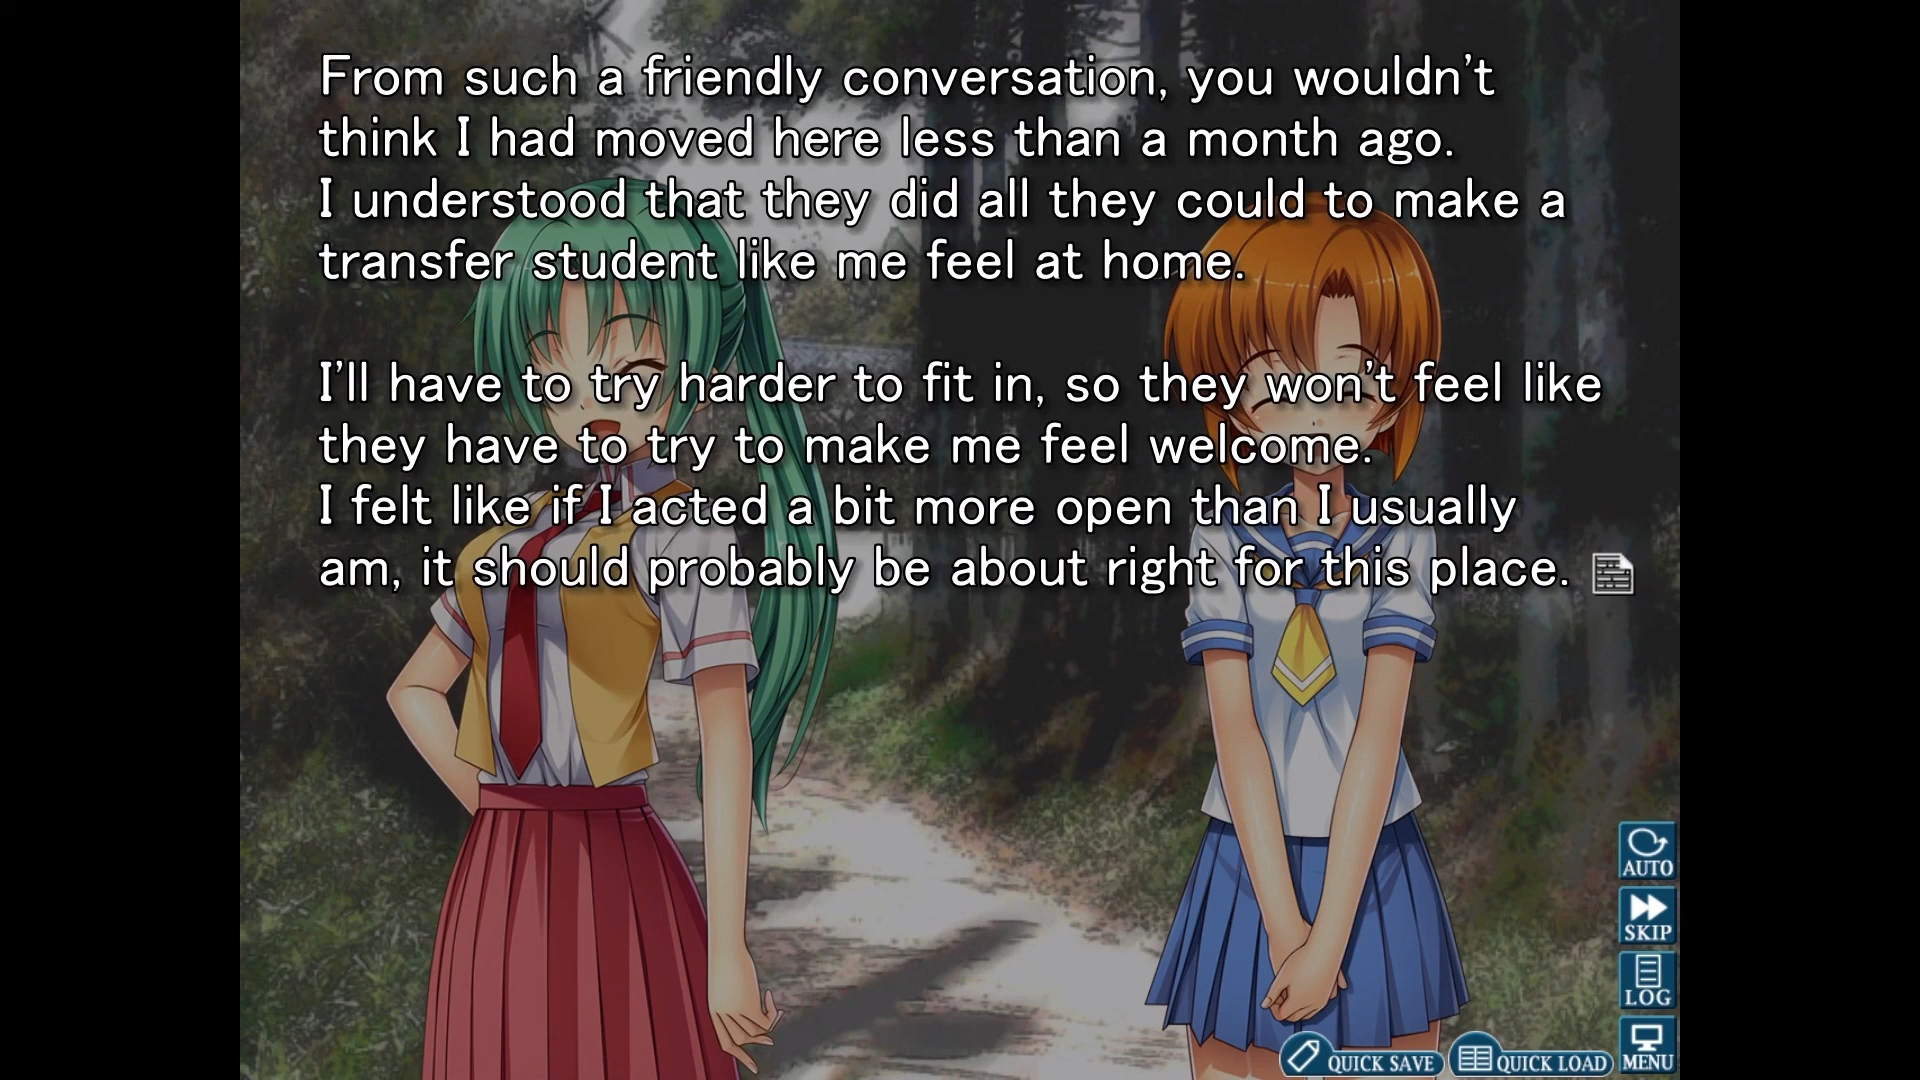 From such a friendly conversation, you wouldn't
think I had moved here less than a month ago.
I understood that they did all they could to make a
transfer student like me feel at home.
I'll have to try harder to fit in, so they won't feel like
they have to try to make me feel welcome.
I felt like if I acted a bit more open than I usually
am, it should probably be about right for this place.
AUTO
SKIP
LOG
MENU
QUICK SAVE
QUICK LOAD